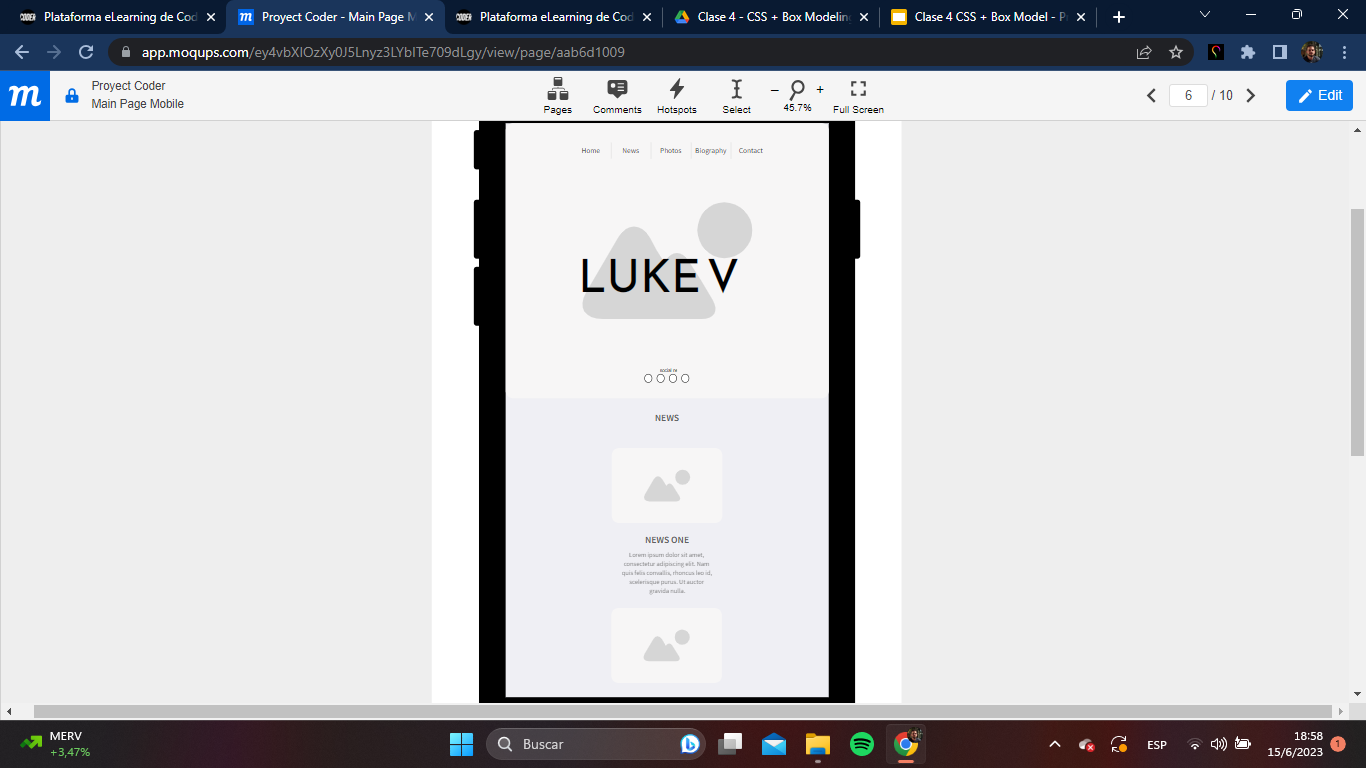 CODER
Plataforma eLearning de Cod
m
Proyect Coder - Main Page M
CODER
Plataforma eLearning de Cod
Clase 4 - CSS + Box Modeling
Clase 4 CSS + Box Model - P
app.moqups.com/ey4vbXlOzXy0J5Lnyz3LYbITe709dLgy/view/page/aab6d1009
m
Proyect Coder
Main Page Mobile
Pages
Comments
Hotspots
Select
− 45.7% +
Full Screen
6 / 10
Edit
Home
News
Photos
Biography
Contact
LUKE V
social re
NEWS
NEWS ONE
Lorem ipsum dolor sit amet,
consectetur adipiscing elit. Nam
quis felis convallis, rhoncus leo id,
scelerisque purus. Ut auctor
gravida nulla.
MERV
+3,47%
Buscar
ESP
18:58
15/6/2023
1